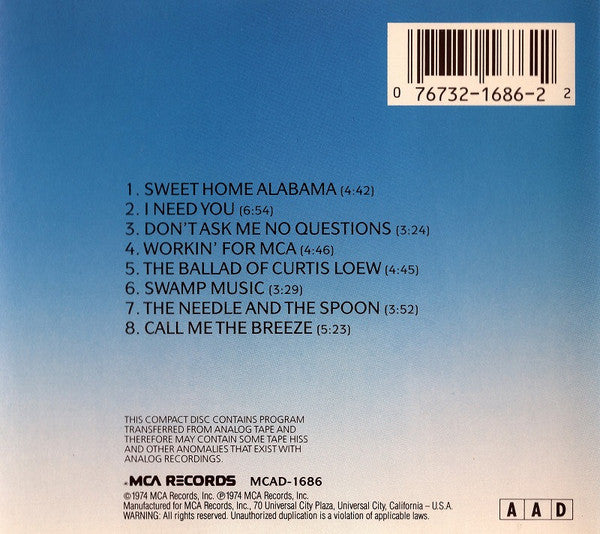 0 76732-1686-2 2
1. SWEET HOME ALABAMA (4:42)
2. I NEED YOU (6:54)
3. DON'T ASK ME NO QUESTIONS (3:24)
4. WORKIN' FOR MCA (4:46)
5. THE BALLAD OF CURTIS LOEW (4:45)
6. SWAMP MUSIC (3:29)
7. THE NEEDLE AND THE SPOON (3:52)
8. CALL ME THE BREEZE (5:23)
THIS COMPACT DISC CONTAINS PROGRAM
TRANSFERRED FROM ANALOG TAPE AND
THEREFORE MAY CONTAIN SOME TAPE HISS
AND OTHER ANOMALIES THAT EXIST WITH
ANALOG RECORDINGS.
MCA RECORDS MCAD-1686
©1974 MCA Records, Inc. ℗1974 MCA Records, Inc.
Manufactured for MCA Records, Inc., 70 Universal City Plaza, Universal City, California – U.S.A.
WARNING: All rights reserved. Unauthorized duplication is a violation of applicable laws.
A A D